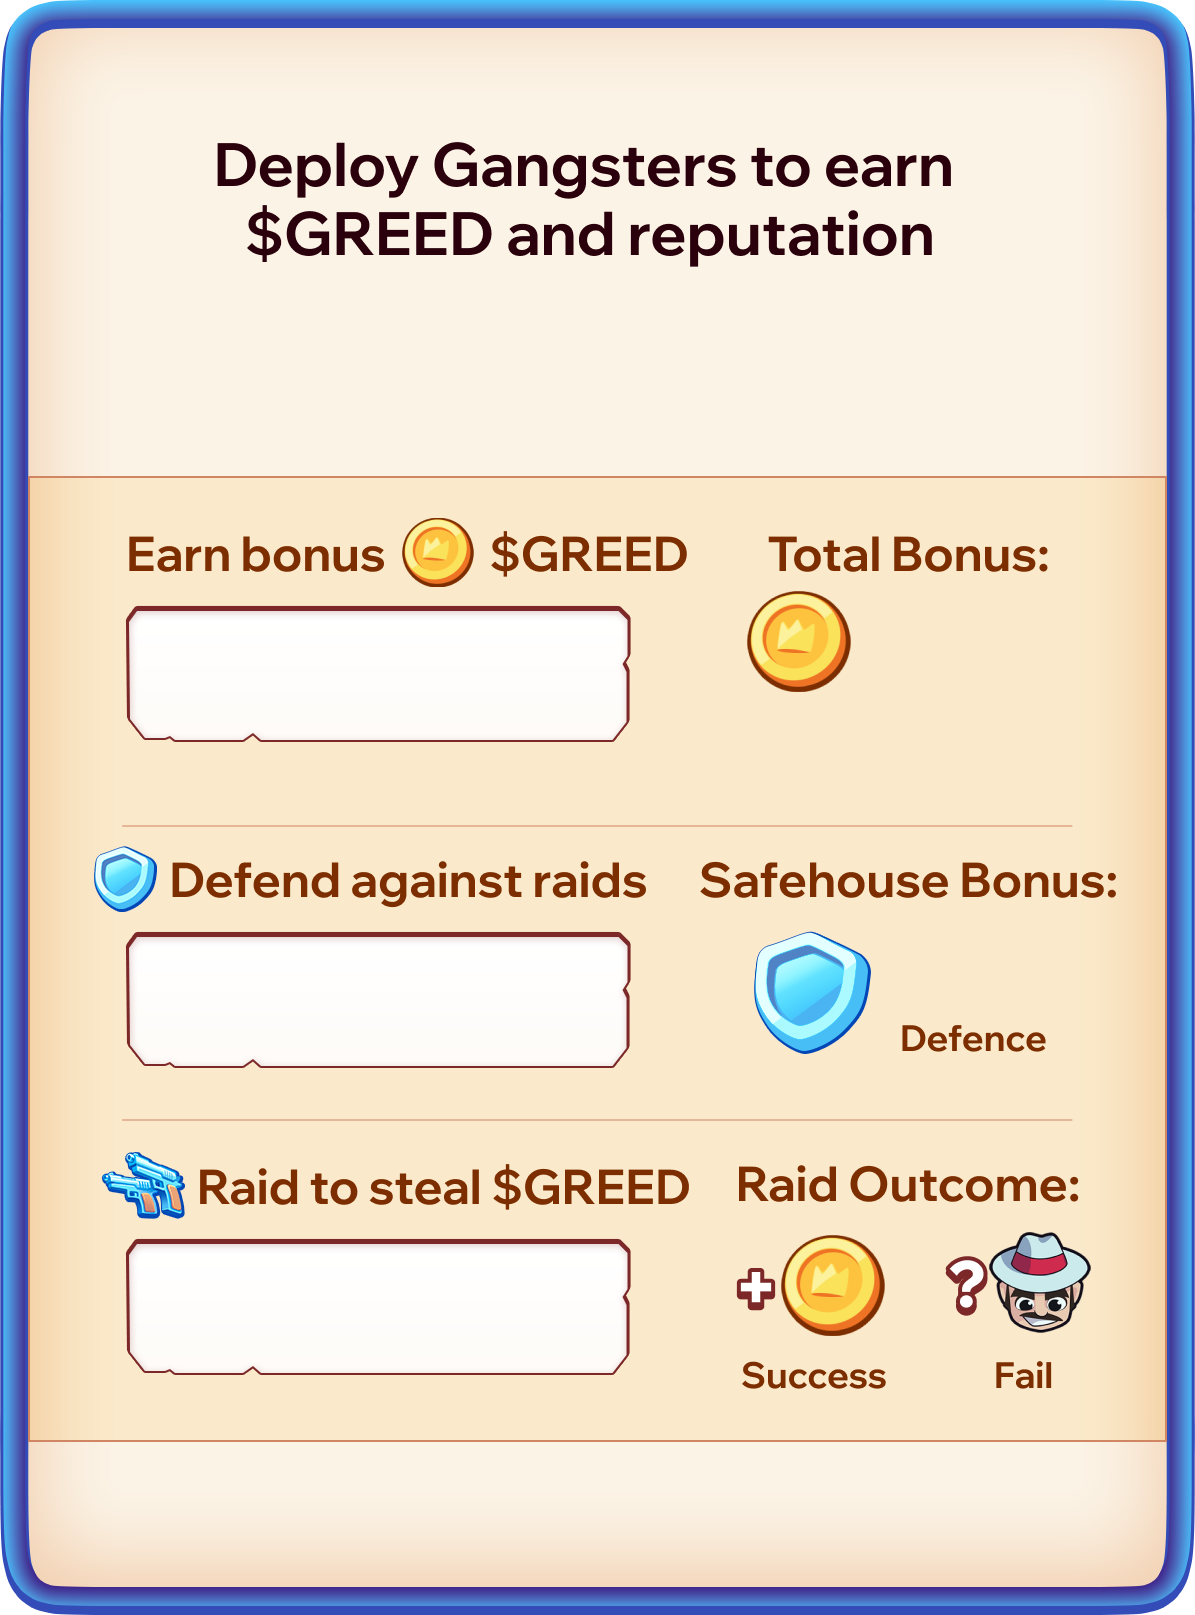 Deploy Gangsters to earn
$GREED and reputation
Earn bonus $GREED
Total Bonus:
Defend against raids
Safehouse Bonus:
Defence
Raid to steal $GREED
Raid Outcome:
+
?
Success
Fail